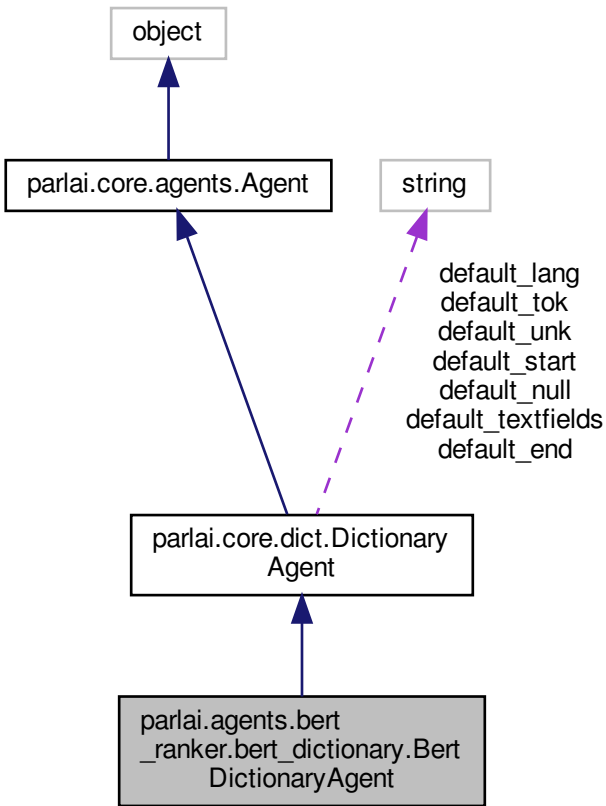 object
parlai.core.agents.Agent
string
default_lang
default_tok
default_unk
default_start
default_null
default_textfields
default_end
parlai.core.dict.Dictionary
Agent
parlai.agents.bert
_ranker.bert_dictionary.Bert
DictionaryAgent